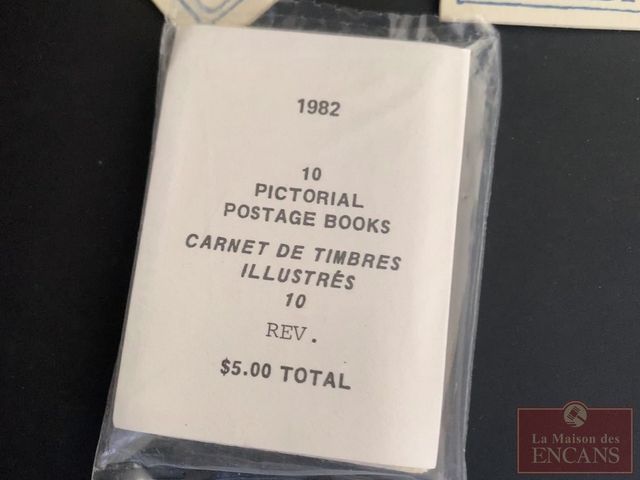 1982
10
PICTORIAL
POSTAGE BOOKS
CARNET DE TIMBRES
ILLUSTRÉS
10
REV.
$5.00 TOTAL
La Maison des
ENCANS